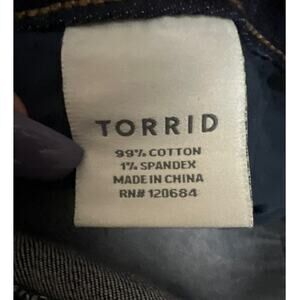 TORRID
99% COTTON
1% SPANDEX
MADE IN CHINA
RN# 120684